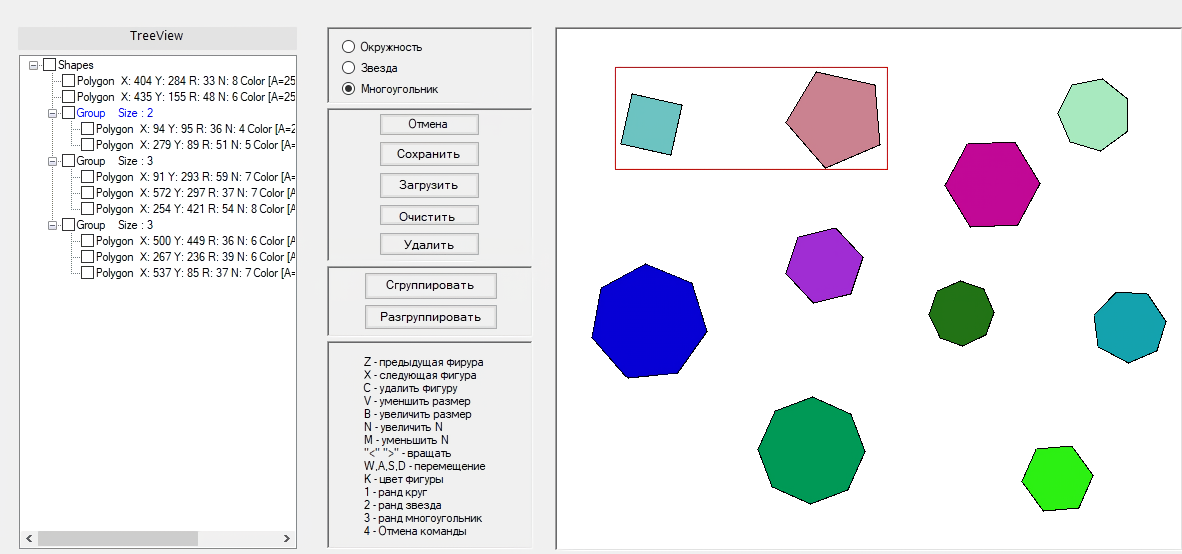 TreeView
Shapes
Polygon X: 404 Y: 284 R: 33 N: 8 Color [A=25
Polygon X: 435 Y: 155 R: 48 N: 6 Color [A=25
Group Size : 2
Polygon X: 94 Y: 95 R: 36 N: 4 Color [A=2
Polygon X: 279 Y: 89 R: 51 N: 5 Color [A=
Group Size : 3
Polygon X: 91 Y: 293 R: 59 N: 7 Color [A=
Polygon X: 572 Y: 297 R: 37 N: 7 Color [A
Polygon X: 254 Y: 421 R: 54 N: 8 Color [A
Group Size : 3
Polygon X: 500 Y: 449 R: 36 N: 6 Color [A
Polygon X: 267 Y: 236 R: 39 N: 6 Color [A
Polygon X: 537 Y: 85 R: 37 N: 7 Color [A=
Окружность
Звезда
Многоугольник
Отмена
Сохранить
Загрузить
Очистить
Удалить
Сгруппировать
Разгруппировать
Z - предыдущая фирура
X - следующая фигура
C - удалить фигуру
V - уменшить размер
B - увеличить размер
N - увеличить N
M - уменьшить N
"<" ">" - вращать
W,A,S,D - перемещение
K - цвет фигуры
1 - ранд круг
2 - ранд звезда
3 - ранд многоугольник
4 - Отмена команды